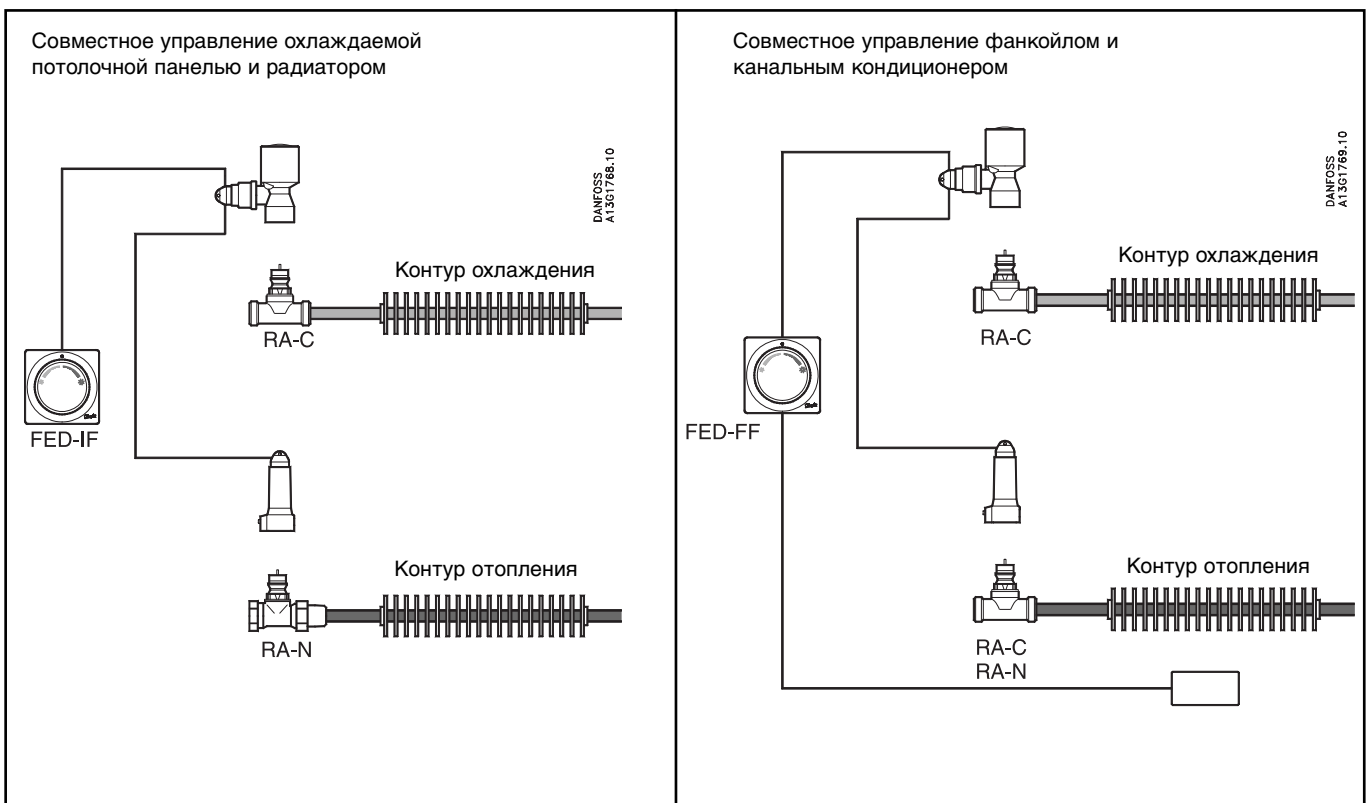 Совместное управление охлаждаемой
потолочной панелью и радиатором
DANFOSS
A13G1768.10
Контур охлаждения
RA-C
FED-IF
Контур отопления
RA-N
Совместное управление фанкойлом и
канальным кондиционером
DANFOSS
A13G1769.10
Контур охлаждения
RA-C
FED-FF
Контур отопления
RA-C
RA-N